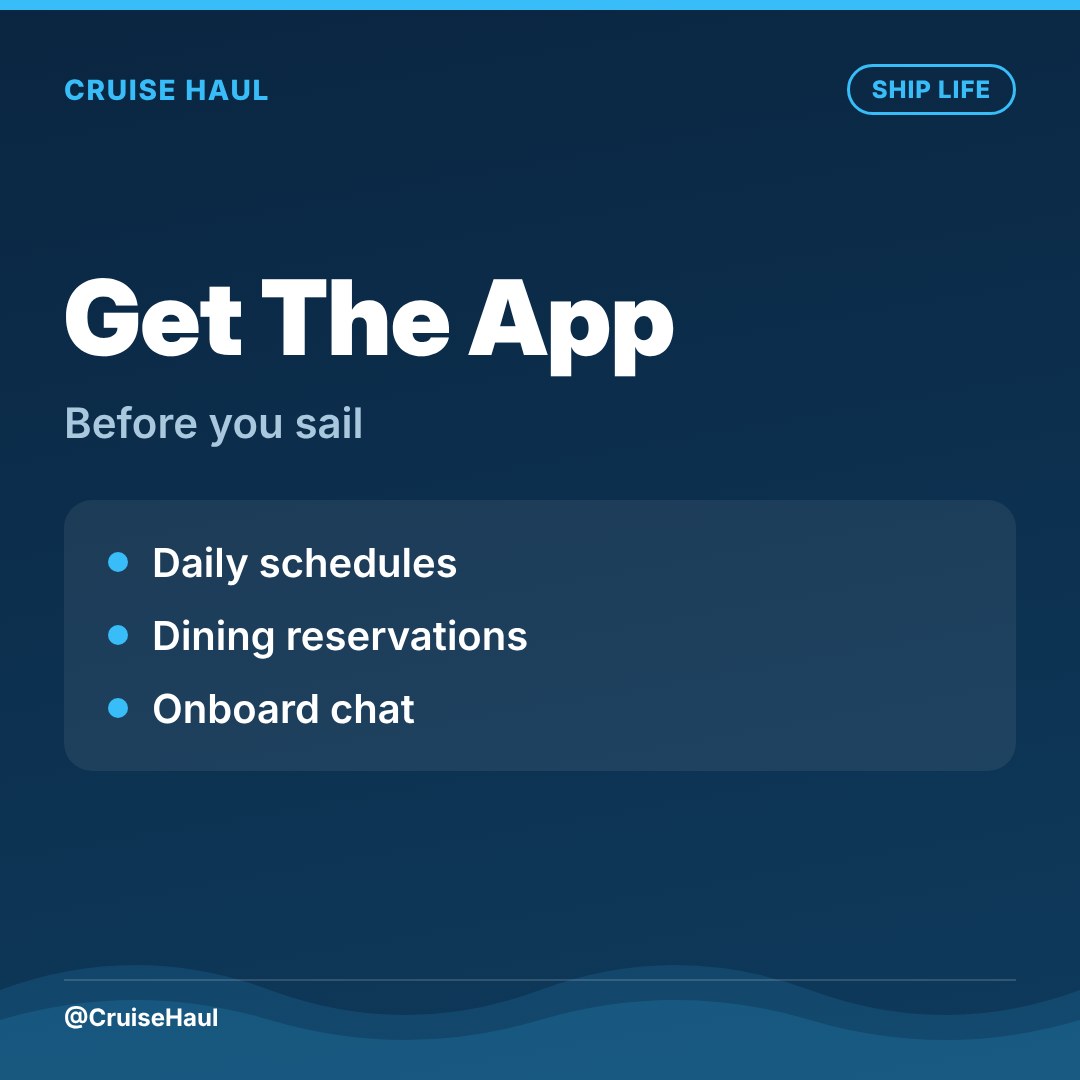 CRUISE HAUL
SHIP LIFE
Get The App
Before you sail
Daily schedules
Dining reservations
Onboard chat
@CruiseHaul